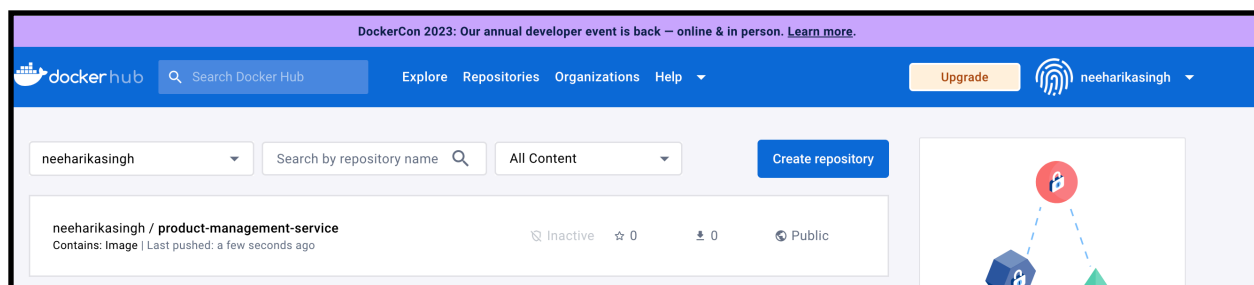 DockerCon 2023: Our annual developer event is back — online & in person. Learn more.
dockerhub Search Docker Hub Explore Repositories Organizations Help Upgrade neeharikasingh
neeharikasingh Search by repository name All Content Create repository
neeharikasingh / product-management-service
Contains: Image | Last pushed: a few seconds ago
Inactive 0 0 Public